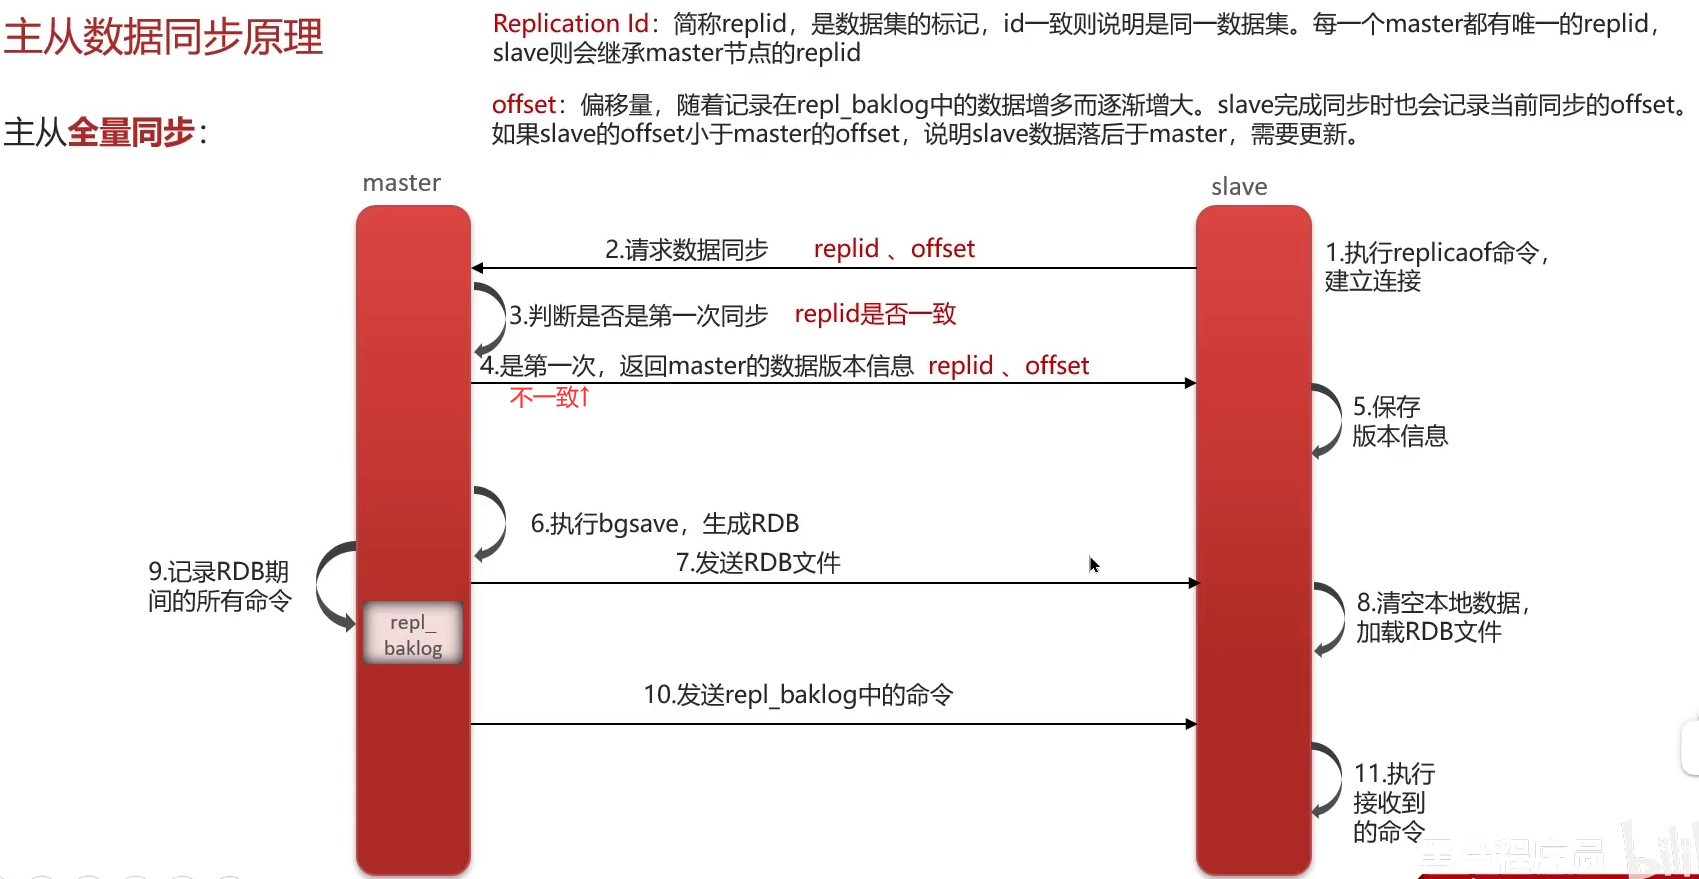 主从数据同步原理
Replication Id：简称replid，是数据集的标记，id一致则说明是同一数据集。每一个master都有唯一的replid，
slave则会继承master节点的replid
offset：偏移量，随着记录在repl_baklog中的数据增多而逐渐增大。slave完成同步时也会记录当前同步的offset。
如果slave的offset小于master的offset，说明slave数据落后于master，需要更新。
主从全量同步：
master
slave
1.执行replicaof命令，
建立连接
2.请求数据同步 replid 、offset
3.判断是否是第一次同步 replid是否一致
4.是第一次，返回master的数据版本信息 replid 、offset
不一致↑
5.保存
版本信息
6.执行bgsave，生成RDB
7.发送RDB文件
8.清空本地数据，
加载RDB文件
9.记录RDB期
间的所有命令
repl_
baklog
10.发送repl_baklog中的命令
11.执行
接收到
的命令
黑马程序员